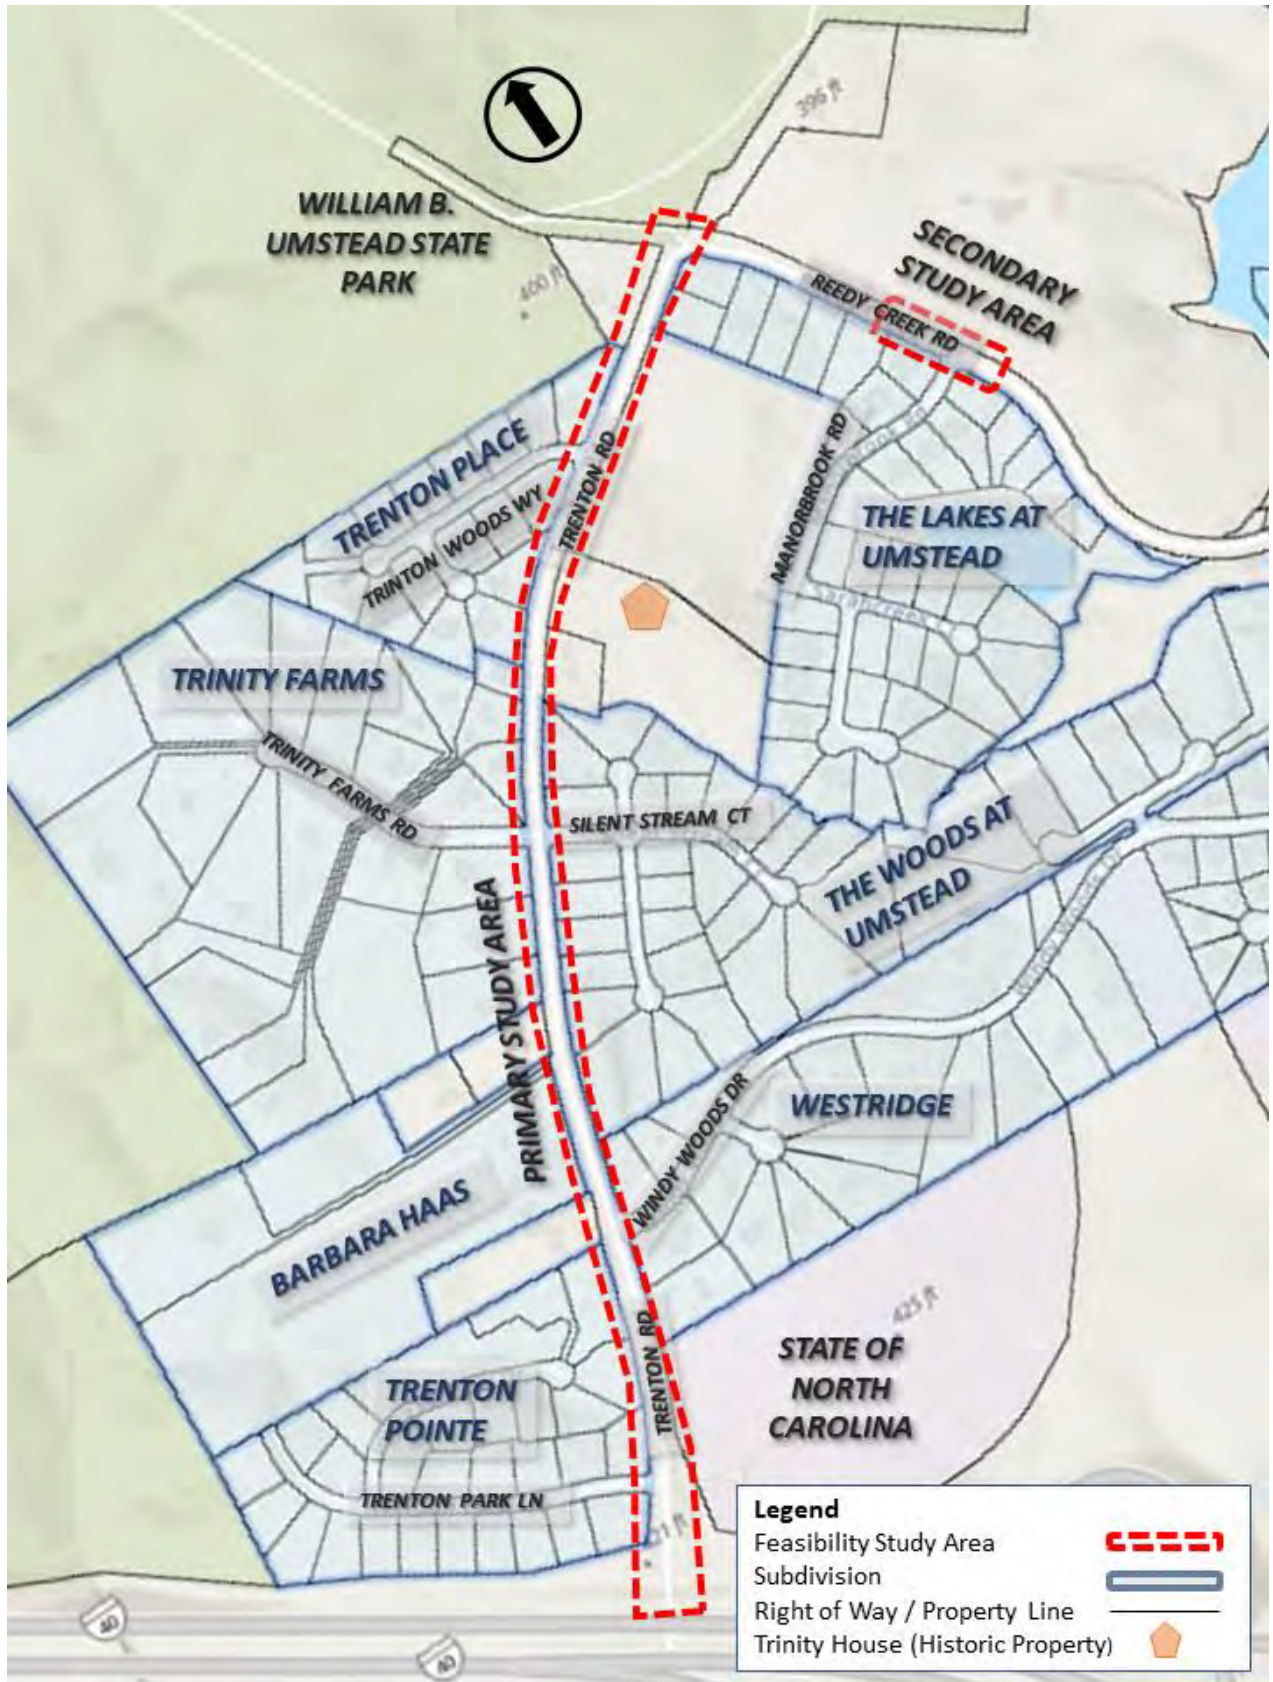 396 ft
WILLIAM B.
UMSTEAD STATE
PARK
400 ft
SECONDARY
STUDY AREA
REEDY CREEK RD
TRENTON PLACE
TRENTON RD
MANORBROOK RD
TRINTON WOODS WY
THE LAKES AT
UMSTEAD
TRINITY FARMS
TRINITY FARMS RD
SILENT STREAM CT
THE WOODS AT
UMSTEAD
PRIMARY STUDY AREA
WINDY WOODS DR
WESTRIDGE
BARBARA HAAS
425 ft
TRENTON RD
STATE OF
NORTH
CAROLINA
TRENTON
POINTE
TRENTON PARK LN
40
40
Legend
Feasibility Study Area
Subdivision
Right of Way / Property Line
Trinity House (Historic Property)